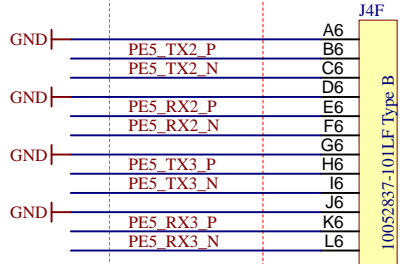 J4F
GND A6
PE5_TX2_P B6
PE5_TX2_N C6
GND D6
PE5_RX2_P E6
PE5_RX2_N F6
GND G6
PE5_TX3_P H6
PE5_TX3_N I6
GND J6
PE5_RX3_P K6
PE5_RX3_N L6
10052837-101LF Type B